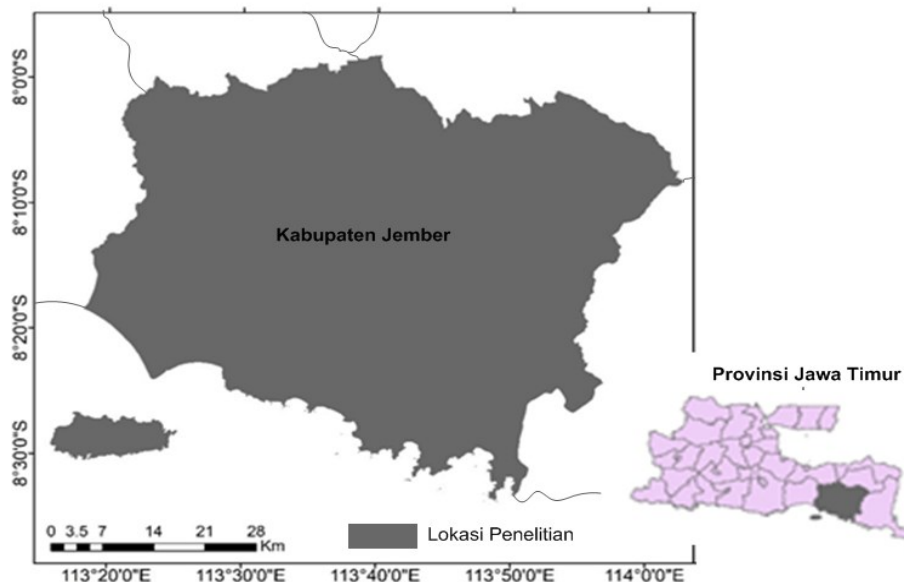 8°0'0"S
8°10'0"S
Kabupaten Jember
8°20'0"S
Provinsi Jawa Timur
8°30'0"S
0 3.5 7 14 21 28
Km
Lokasi Penelitian
113°20'0"E 113°30'0"E 113°40'0"E 113°50'0"E 114°0'0"E